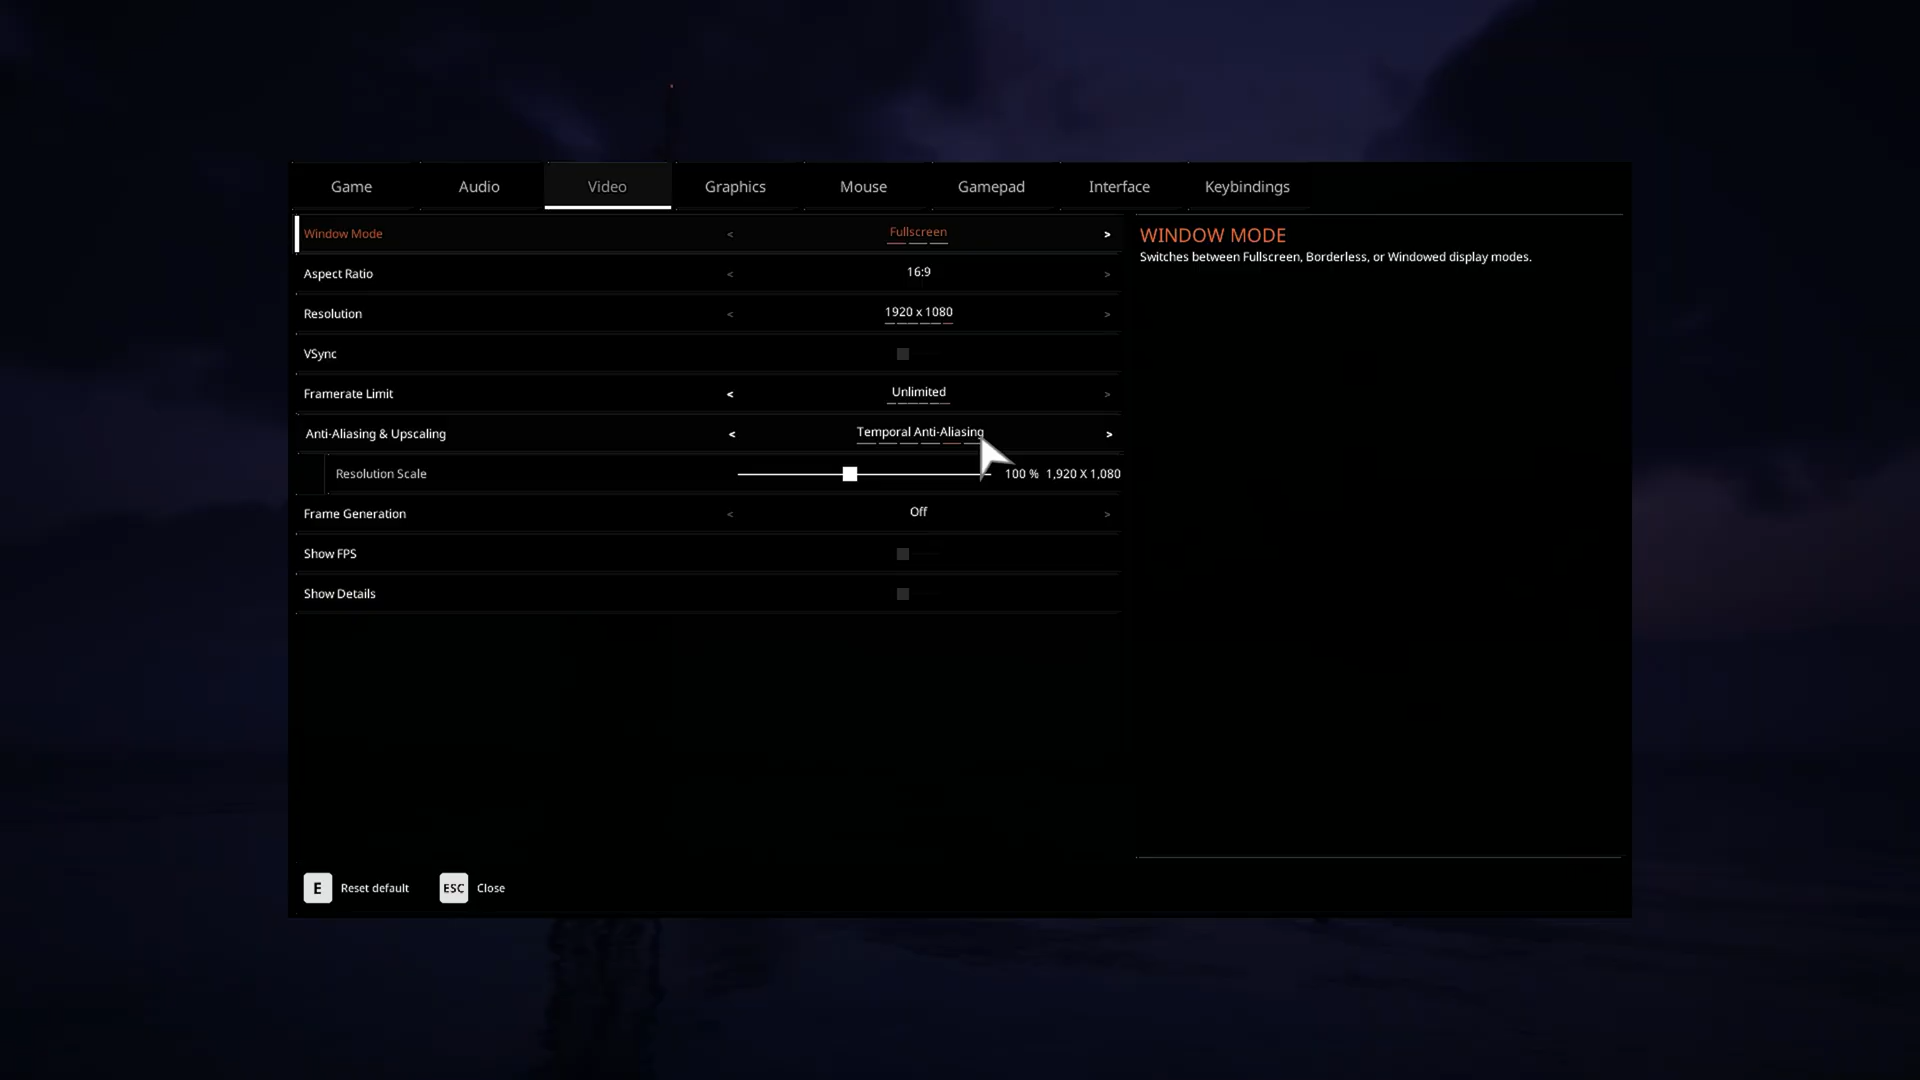 Game Audio Video Graphics Mouse Gamepad Interface Keybindings
Window Mode < Fullscreen >
Aspect Ratio < 16:9 >
Resolution < 1920 x 1080 >
VSync
Framerate Limit < Unlimited >
Anti-Aliasing & Upscaling < Temporal Anti-Aliasing >
Resolution Scale 100 % 1,920 X 1,080
Frame Generation < Off >
Show FPS
Show Details
WINDOW MODE
Switches between Fullscreen, Borderless, or Windowed display modes.
E Reset default ESC Close